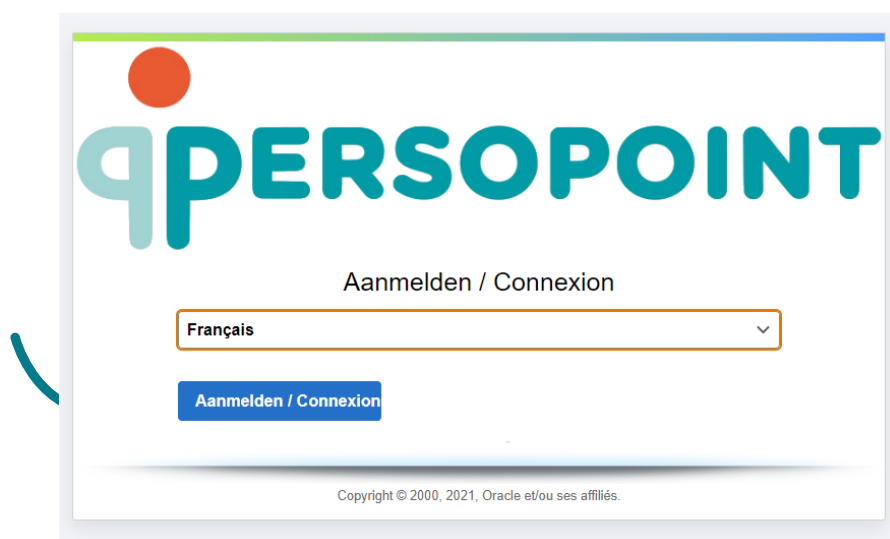 PERSOPOINT
Aanmelden / Connexion
Français
Aanmelden / Connexion
Copyright © 2000, 2021, Oracle et/ou ses affiliés.